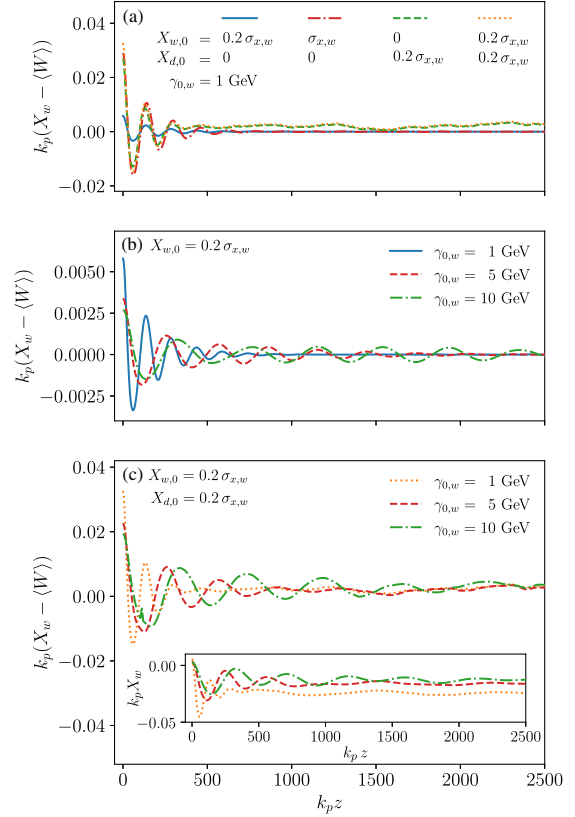 (a)
X_{w,0} = 0.2 σ_{x,w} σ_{x,w} 0 0.2 σ_{x,w}
X_{d,0} = 0 0 0.2 σ_{x,w} 0.2 σ_{x,w}
γ_{0,w} = 1 GeV
k_p(X_w − ⟨W⟩)
0.04
0.02
0.00
−0.02
0 500 1000 1500 2000 2500
(b) X_{w,0} = 0.2 σ_{x,w}
γ_{0,w} = 1 GeV
γ_{0,w} = 5 GeV
γ_{0,w} = 10 GeV
k_p(X_w − ⟨W⟩)
0.0050
0.0025
0.0000
−0.0025
(c) X_{w,0} = 0.2 σ_{x,w}
X_{d,0} = 0.2 σ_{x,w}
γ_{0,w} = 1 GeV
γ_{0,w} = 5 GeV
γ_{0,w} = 10 GeV
k_p(X_w − ⟨W⟩)
0.04
0.02
0.00
−0.02
−0.04
k_p X_w
0.00
−0.05
0 500 1000 1500 2000 2500
k_p z
0 500 1000 1500 2000 2500
k_p z